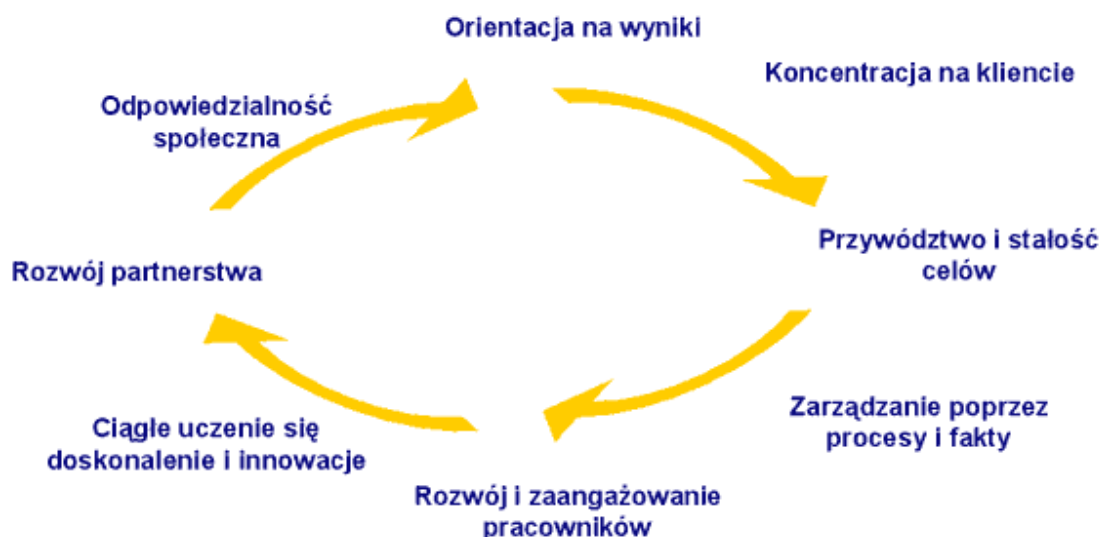 Orientacja na wyniki
Koncentracja na kliencie
Odpowiedzialność
społeczna
Przywództwo i stałość
celów
Rozwój partnerstwa
Zarządzanie poprzez
procesy i fakty
Ciągłe uczenie się
doskonalenie i innowacje
Rozwój i zaangażowanie
pracowników